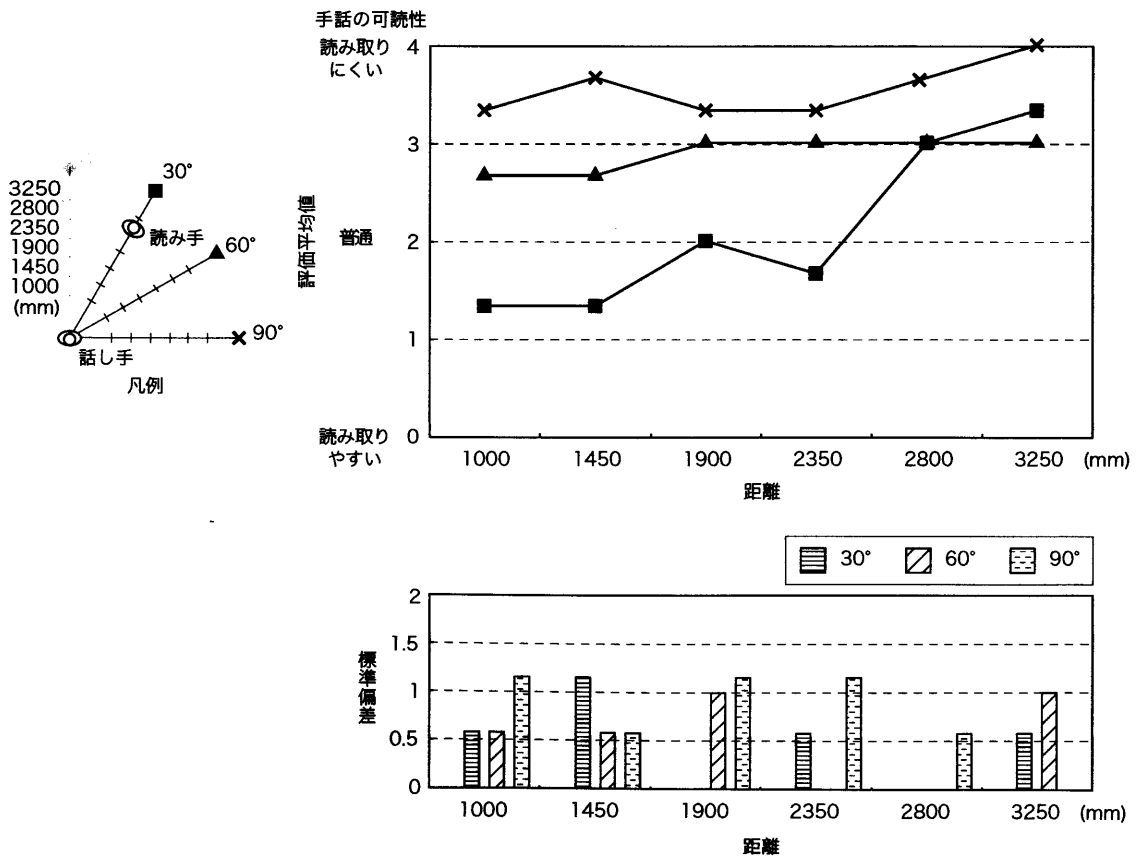 手話の可読性
読み取り
にくい
4
3
評価平均値
普通
2
1
読み取り
やすい
0
1000 1450 1900 2350 2800 3250 (mm)
距離
30°
3250
2800
2350
1900
1450
1000
(mm)
読み手
60°
90°
話し手
凡例
30° 60° 90°
2
1.5
標準偏差
1
0.5
0
1000 1450 1900 2350 2800 3250 (mm)
距離